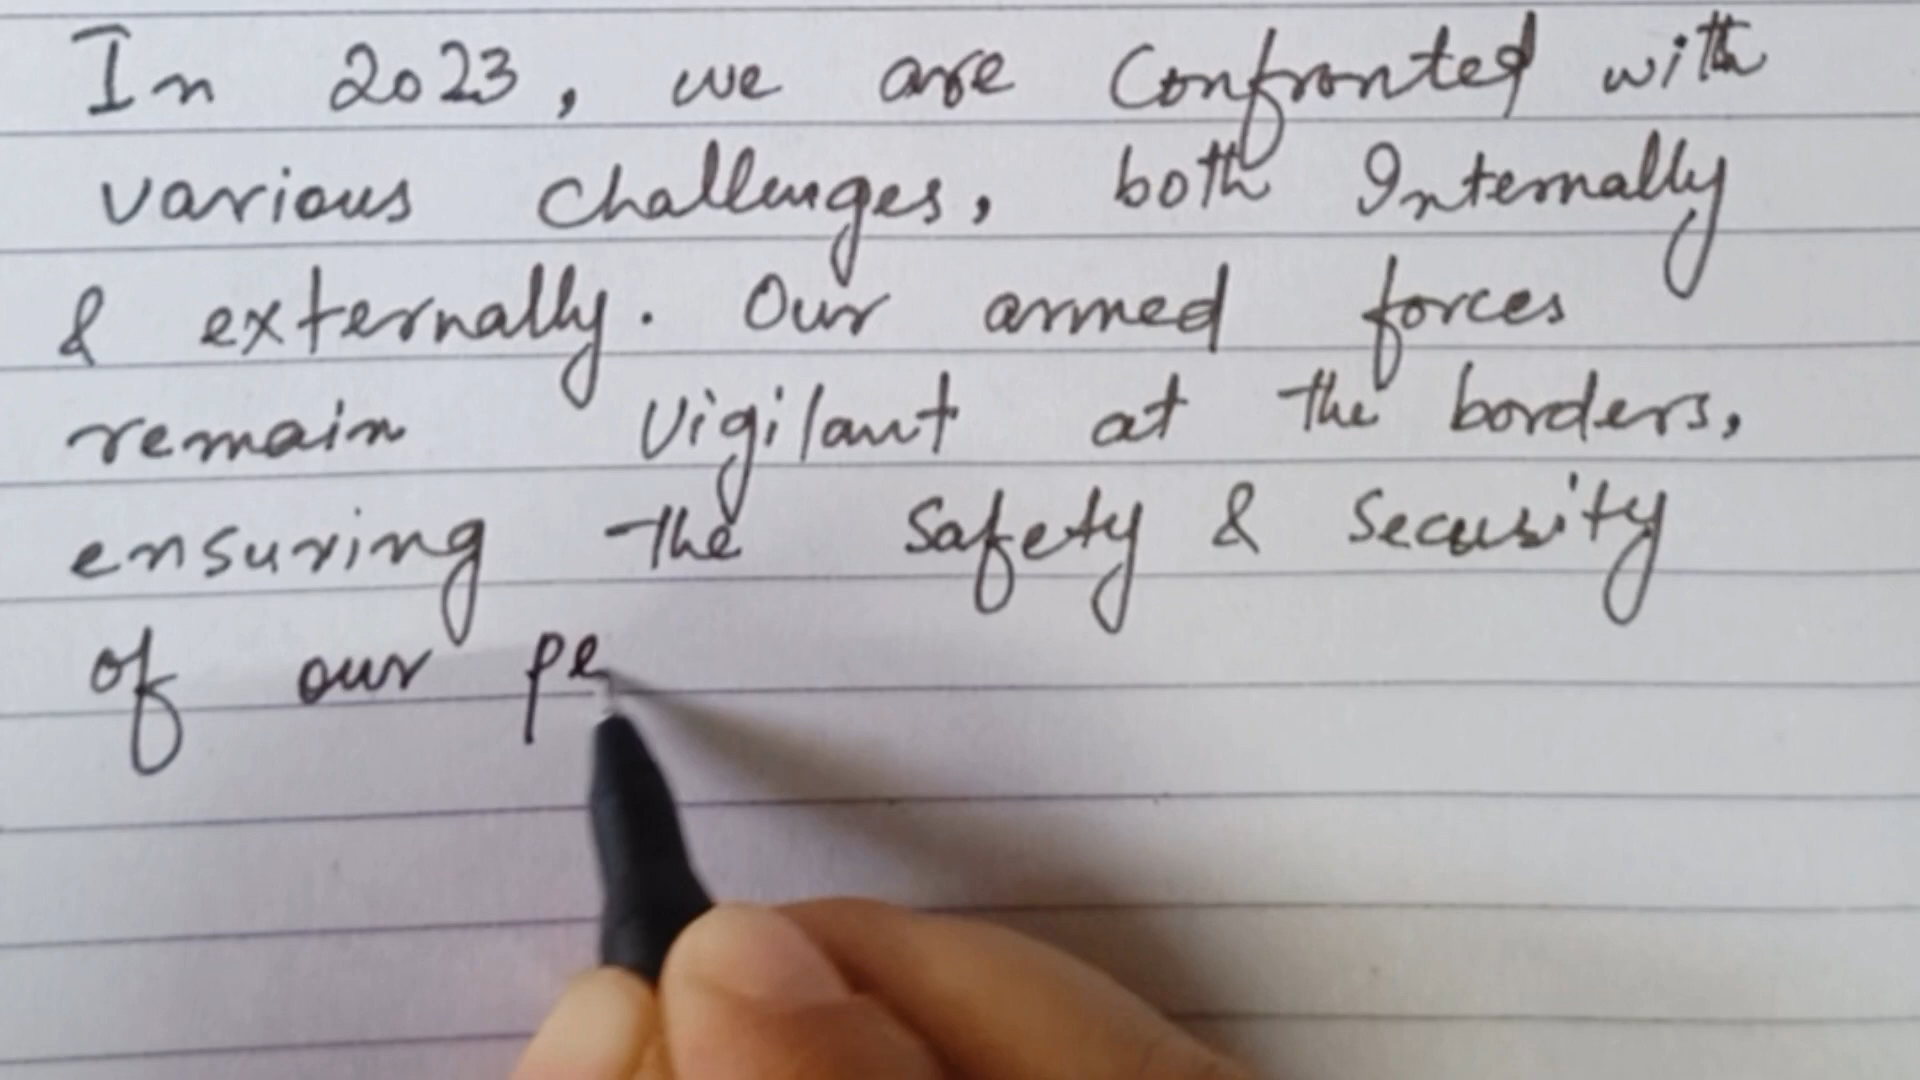 In 2023, we are Confronted with
various challenges, both Internally
& externally. Our armed forces
remain vigilant at the borders,
ensuring the safety & security
of our pe